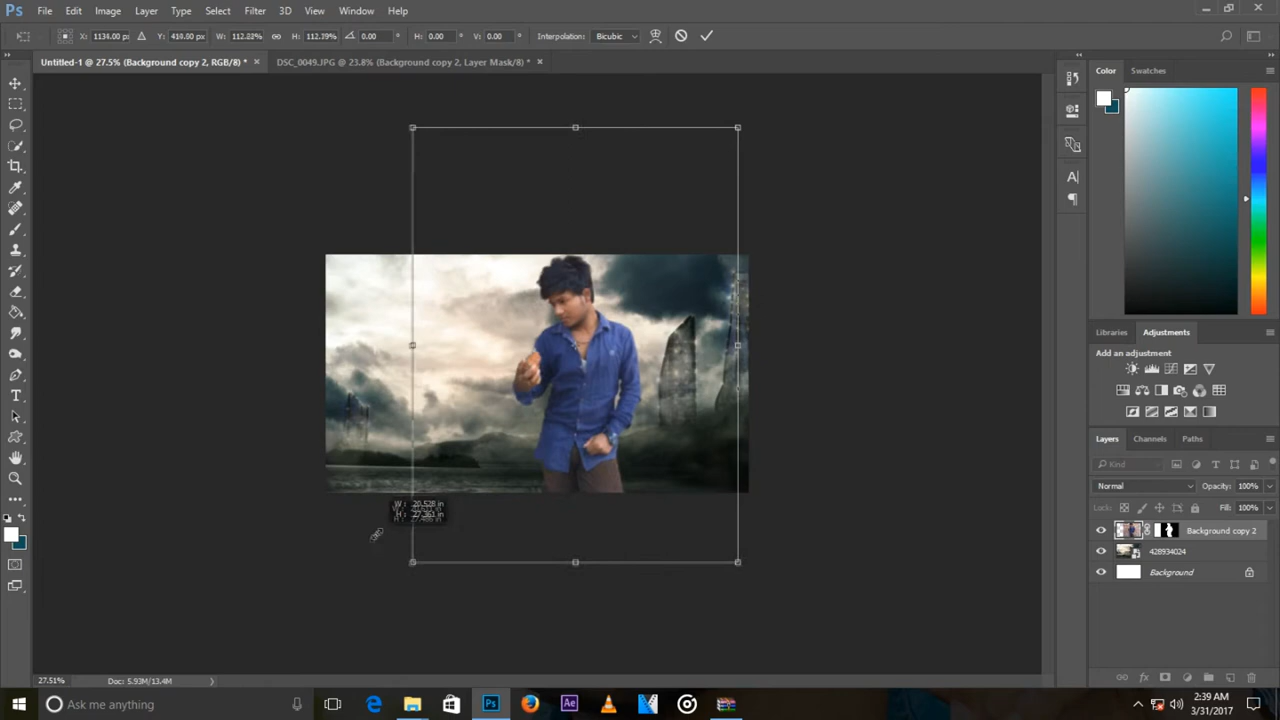 Ps File Edit Image Layer Type Select Filter 3D View Window Help
X: 1134.00 px Y: 410.00 px W: 112.83% H: 112.79% 0.00 ° H: 0.00 ° V: 0.00 ° Interpolation: Bicubic
Untitled-1 @ 27.5% (Background copy 2, RGB/8) * × DSC_0049.JPG @ 23.8% (Background copy 2, Layer Mask/8) * ×
Color Swatches
Libraries Adjustments
Add an adjustment
Layers Channels Paths
Kind
Normal Opacity: 100%
Lock: Fill: 100%
Background copy 2
428934024
Background
27.51% Doc: 5.93M/13.4M
Ask me anything
2:39 AM
3/31/2017